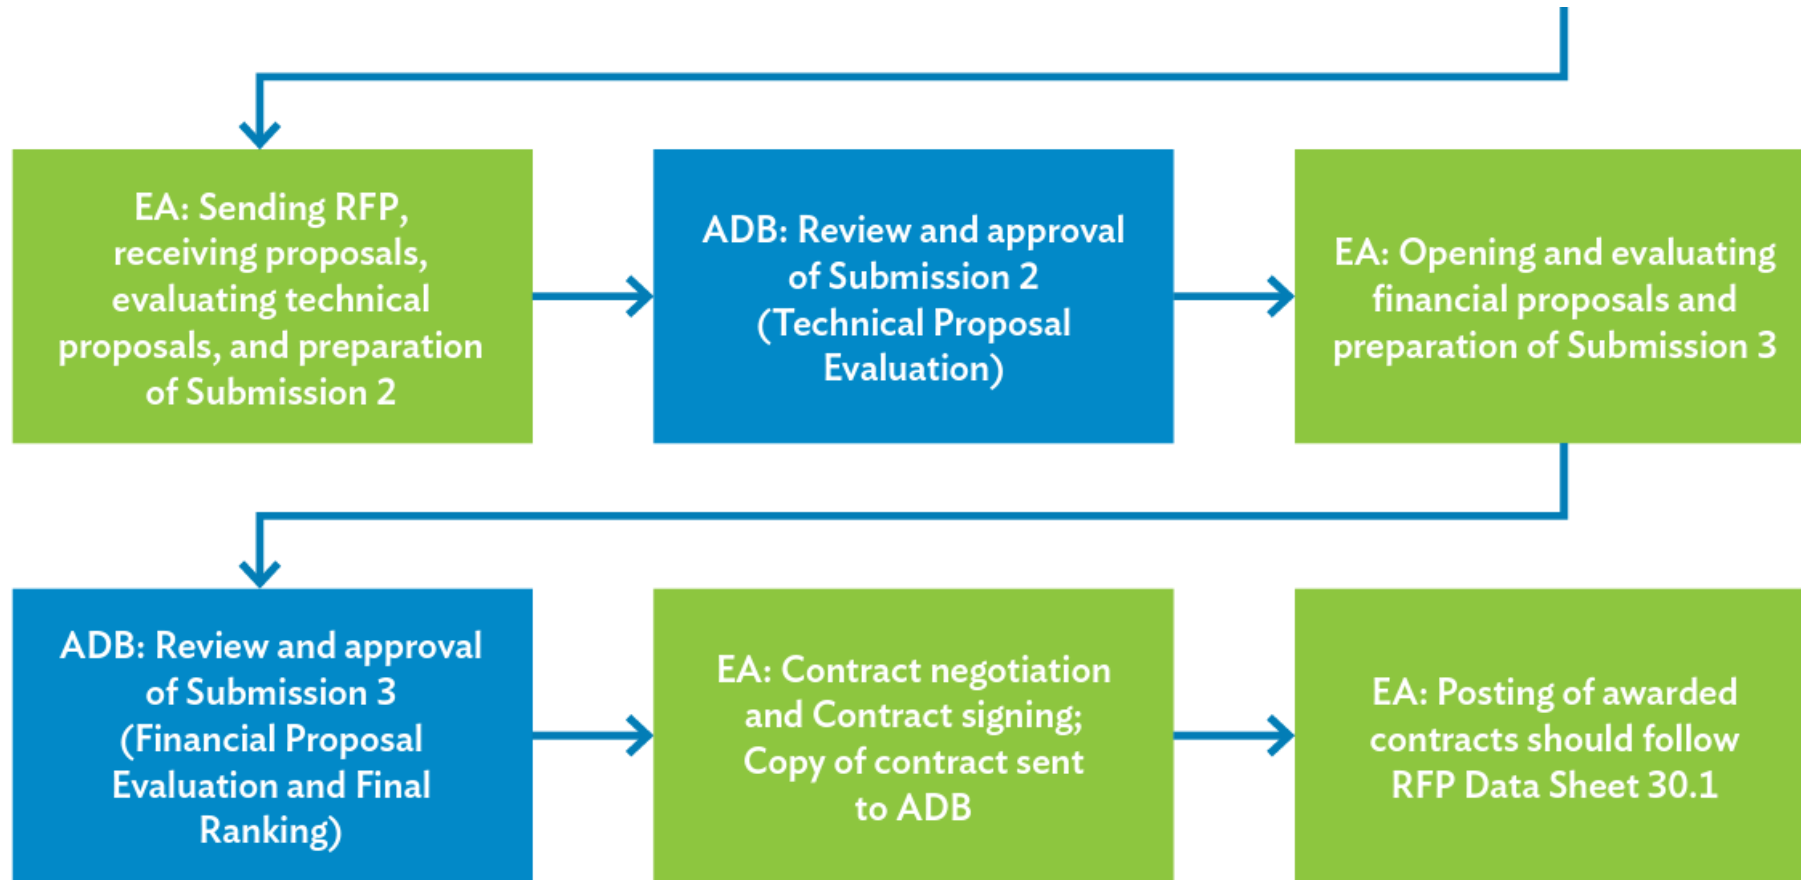 EA: Sending RFP,
receiving proposals,
evaluating technical
proposals, and preparation
of Submission 2
ADB: Review and approval
of Submission 2
(Technical Proposal
Evaluation)
EA: Opening and evaluating
financial proposals and
preparation of Submission 3
ADB: Review and approval
of Submission 3
(Financial Proposal
Evaluation and Final
Ranking)
EA: Contract negotiation
and Contract signing;
Copy of contract sent
to ADB
EA: Posting of awarded
contracts should follow
RFP Data Sheet 30.1